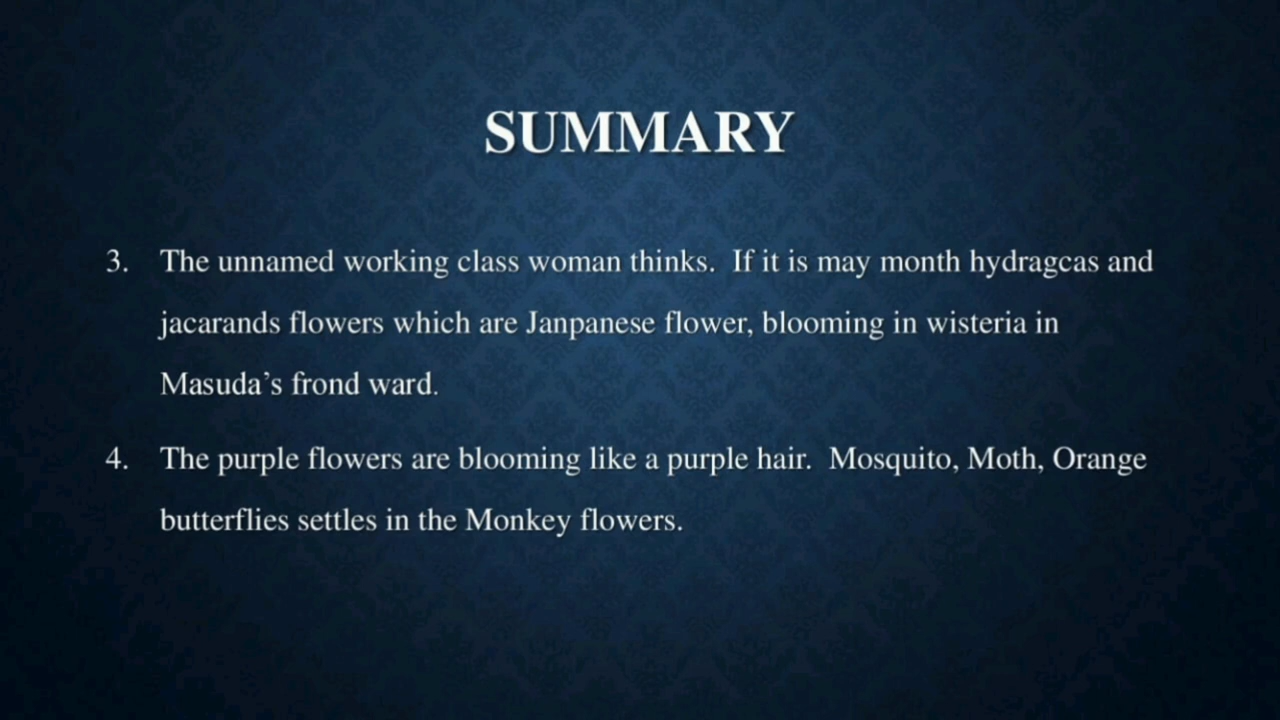 SUMMARY
3. The unnamed working class woman thinks. If it is may month hydragcas and
jacarands flowers which are Janpanese flower, blooming in wisteria in
Masuda’s frond ward.
4. The purple flowers are blooming like a purple hair. Mosquito, Moth, Orange
butterflies settles in the Monkey flowers.